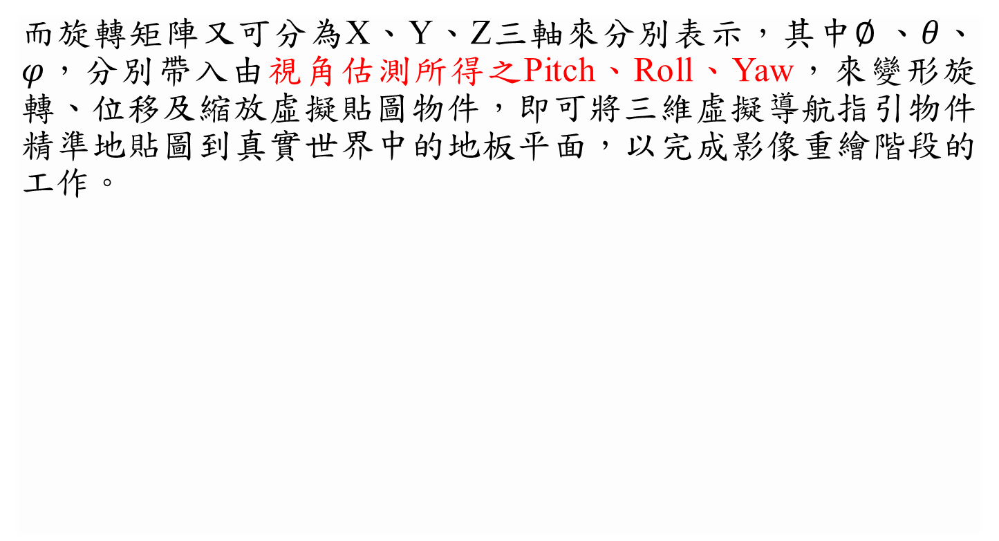 而旋轉矩陣又可分為X、Y、Z三軸來分別表示，其中∅、θ、
φ，分別帶入由視角估測所得之Pitch、Roll、Yaw，來變形旋
轉、位移及縮放虛擬貼圖物件，即可將三維虛擬導航指引物件
精準地貼圖到真實世界中的地板平面，以完成影像重繪階段的
工作。